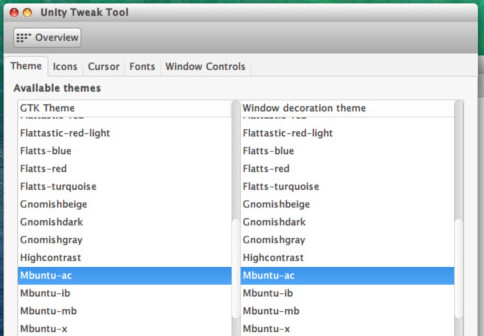 Unity Tweak Tool
Overview
Theme Icons Cursor Fonts Window Controls
Available themes
GTK Theme Window decoration theme
Flattastic-red-light Flattastic-red-light
Flatts-blue Flatts-blue
Flatts-red Flatts-red
Flatts-turquoise Flatts-turquoise
Gnomishbeige Gnomishbeige
Gnomishdark Gnomishdark
Gnomishgray Gnomishgray
Highcontrast Highcontrast
Mbuntu-ac Mbuntu-ac
Mbuntu-ib Mbuntu-ib
Mbuntu-mb Mbuntu-mb
Mbuntu-x Mbuntu-x